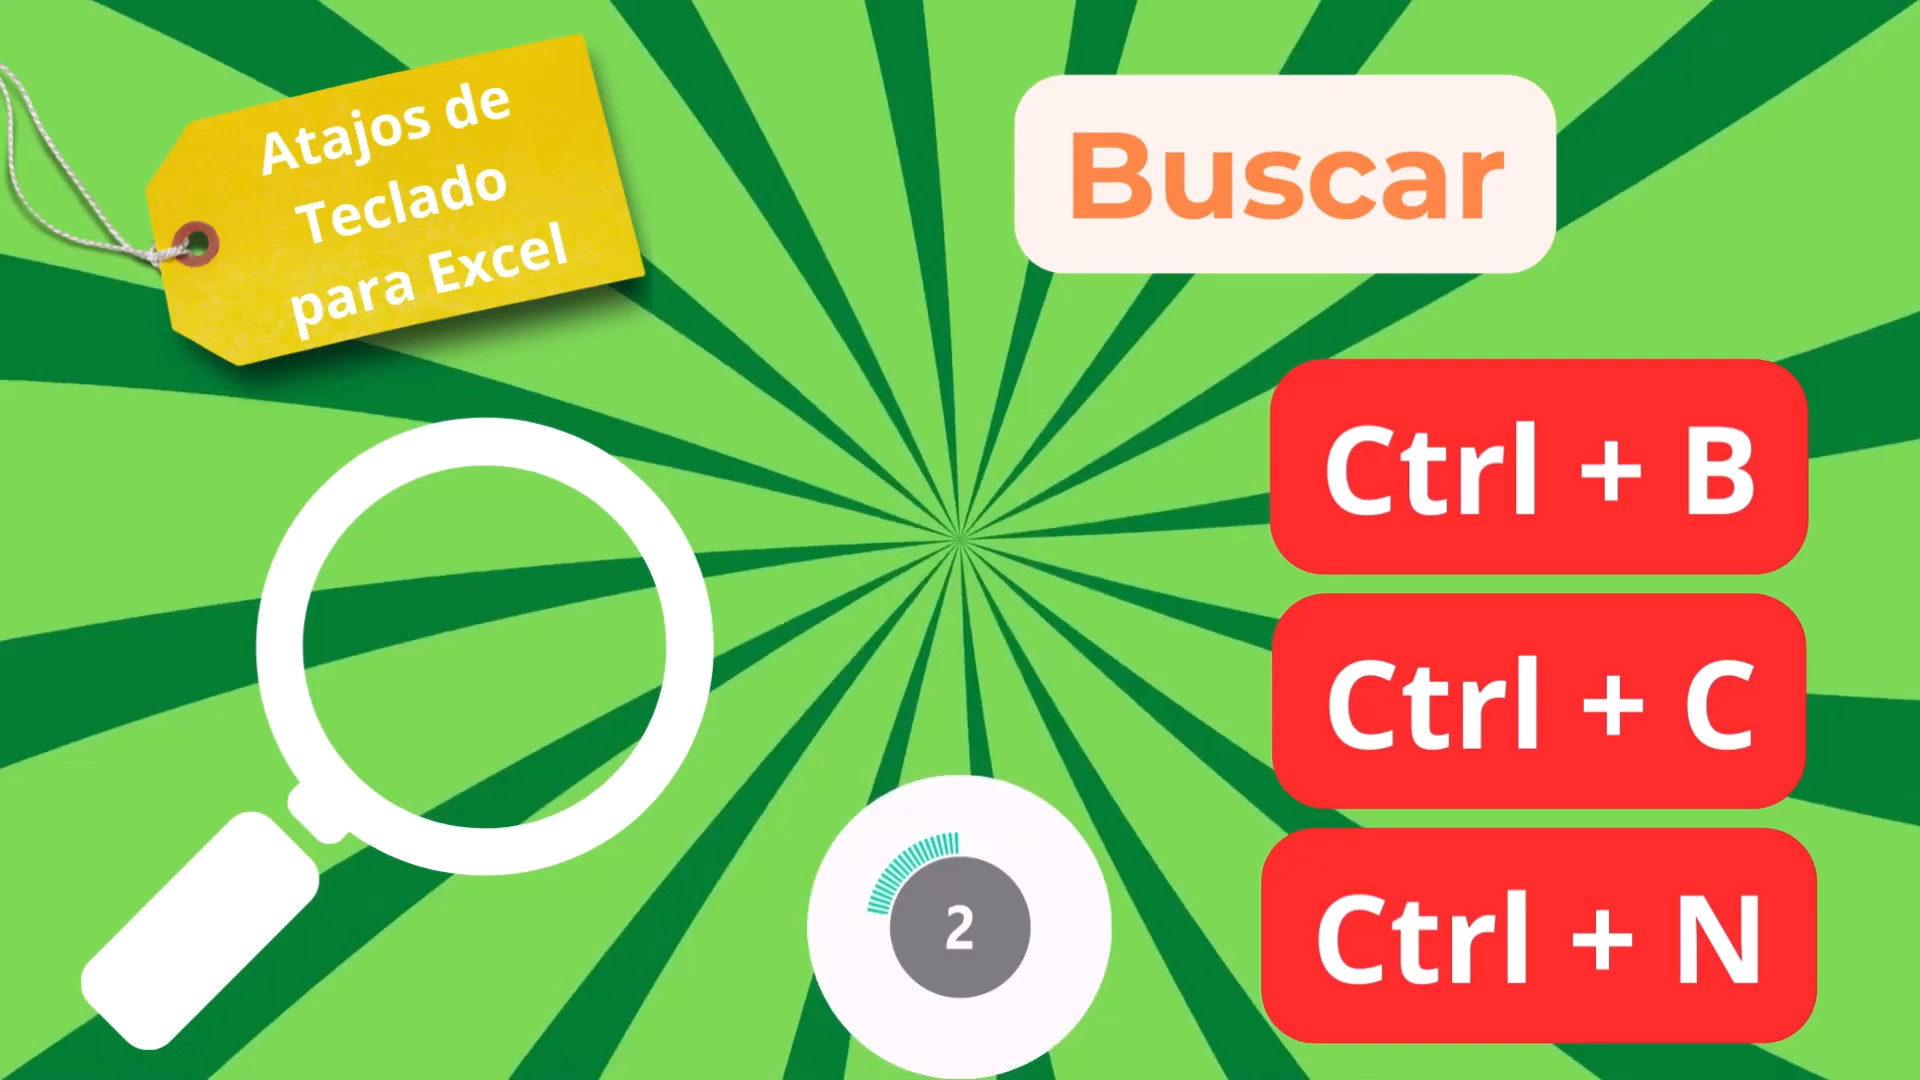 Atajos de
Teclado
para Excel
Buscar
Ctrl + B
Ctrl + C
Ctrl + N
2